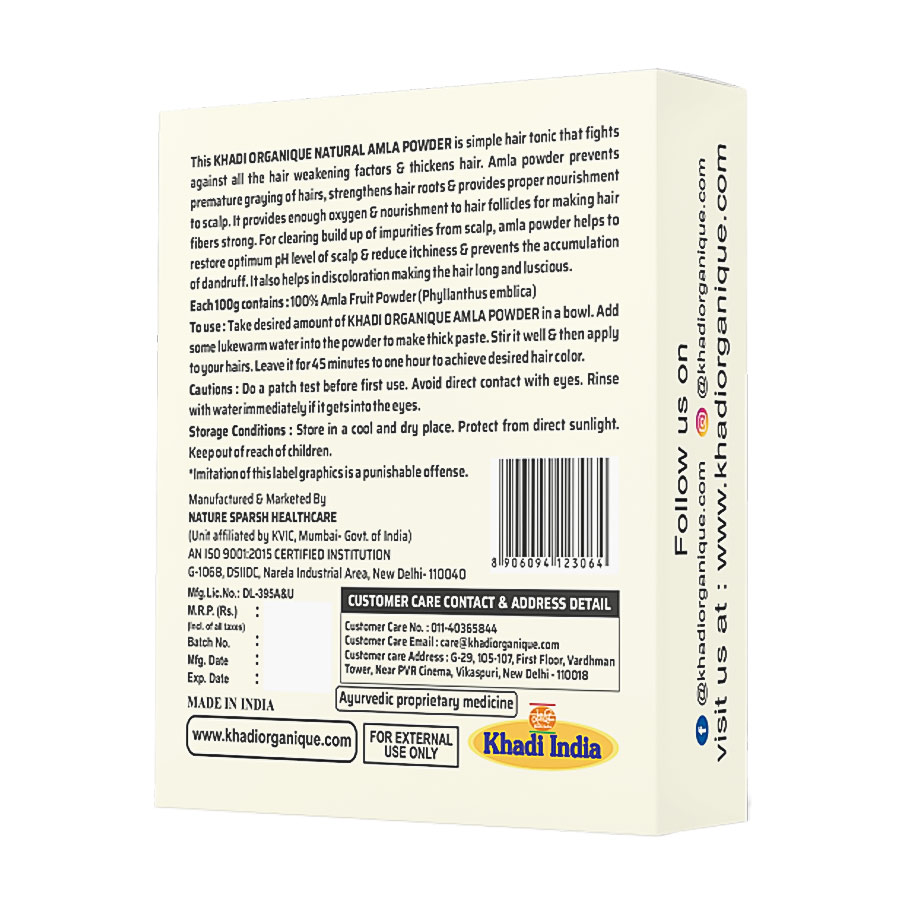 This KHADI ORGANIQUE NATURAL AMLA POWDER is simple hair tonic that fights
against all the hair weakening factors & thickens hair. Amla powder prevents
premature graying of hairs, strengthens hair roots & provides proper nourishment
to scalp. It provides enough oxygen & nourishment to hair follicles for making hair
fibers strong. For clearing build up of impurities from scalp, amla powder helps to
restore optimum pH level of scalp & reduce itchiness & prevents the accumulation
of dandruff. It also helps in discoloration making the hair long and luscious.
Each 100g contains : 100% Amla Fruit Powder (Phyllanthus emblica)
To use : Take desired amount of KHADI ORGANIQUE AMLA POWDER in a bowl. Add
some lukewarm water into the powder to make thick paste. Stir it well & then apply
to your hairs. Leave it for 45 minutes to one hour to achieve desired hair color.
Cautions : Do a patch test before first use. Avoid direct contact with eyes. Rinse
with water immediately if it gets into the eyes.
Storage Conditions : Store in a cool and dry place. Protect from direct sunlight.
Keep out of reach of children.
*Imitation of this label graphics is a punishable offense.
Manufactured & Marketed By
NATURE SPARSH HEALTHCARE
(Unit affiliated by KVIC, Mumbai- Govt. of India)
AN ISO 9001:2015 CERTIFIED INSTITUTION
G-106B, DSIIDC, Narela Industrial Area, New Delhi- 110040
8 906094 123064
Mfg.Lic.No.: DL-395A&U
M.R.P. (Rs.) :
(Incl. of all taxes)
Batch No. :
Mfg. Date :
Exp. Date :
CUSTOMER CARE CONTACT & ADDRESS DETAIL
Customer Care No. : 011-40365844
Customer Care Email : care@khadiorganique.com
Customer care Address : G-29, 105-107, First Floor, Vardhman
Tower, Near PVR Cinema, Vikaspuri, New Delhi - 110018
MADE IN INDIA
Ayurvedic proprietary medicine
www.khadiorganique.com
FOR EXTERNAL
USE ONLY
Khadi India
Follow us on
@khadiorganique.com @khadiorganique.com
visit us at : www.khadiorganique.com